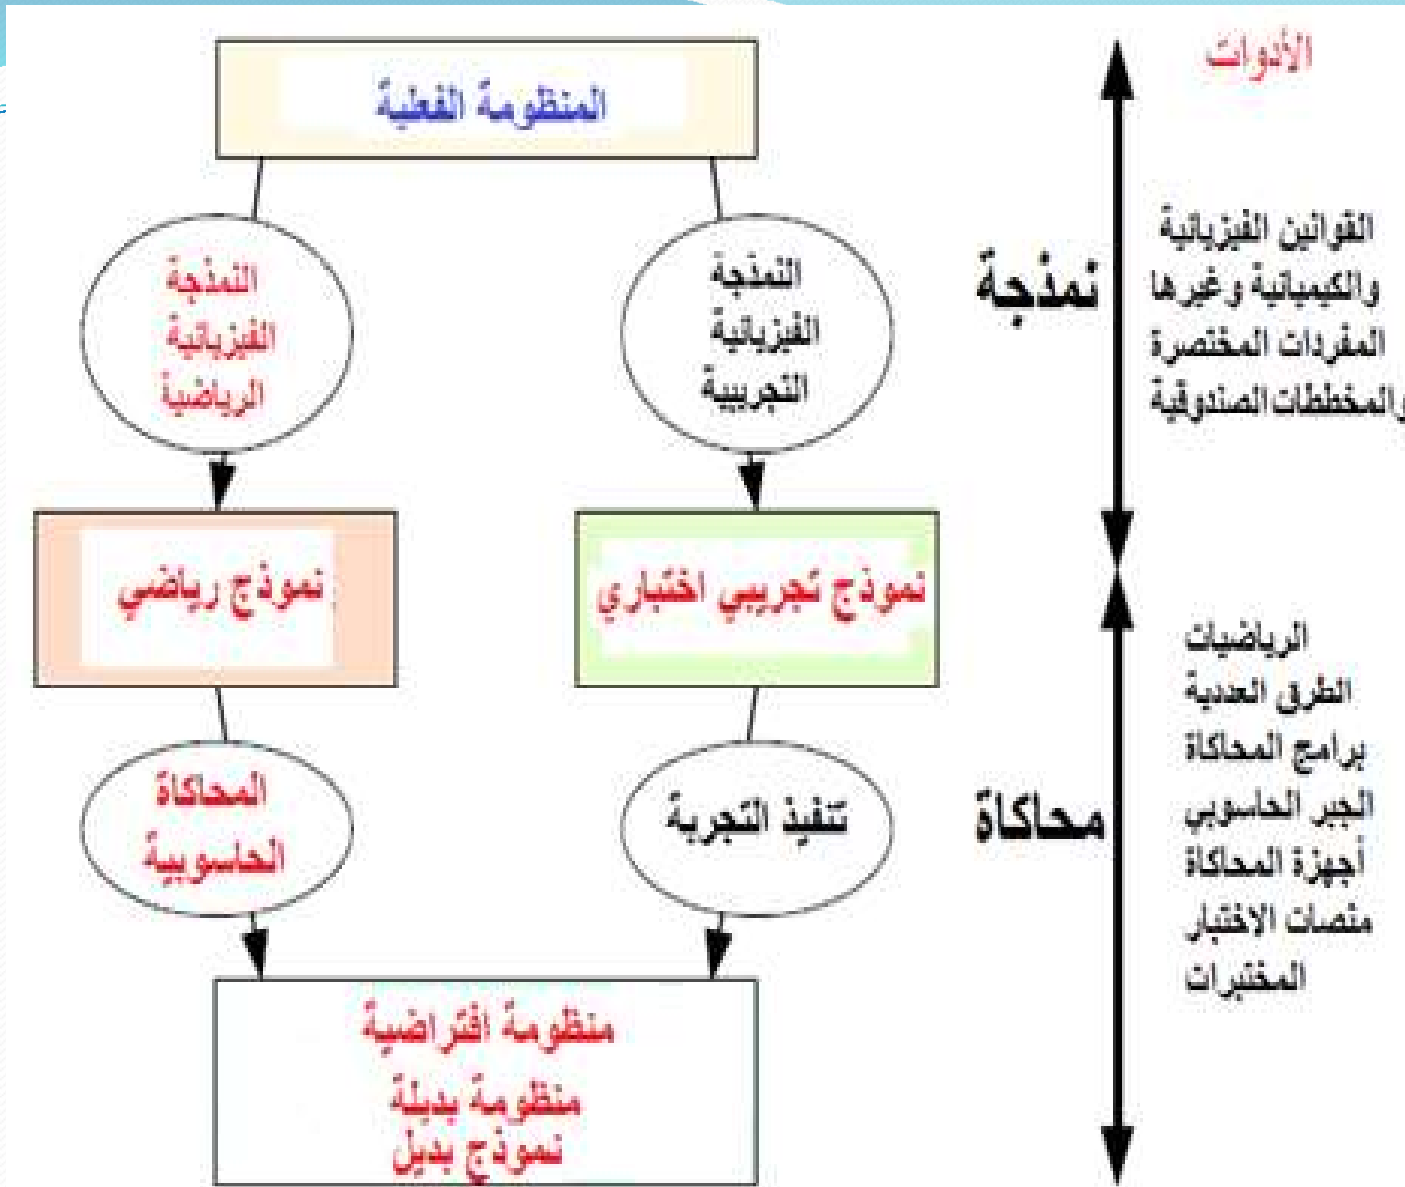 الأدوات
المنظومة الفعلية
القوانين الفيزيائية
والكيميائية وغيرها
المفردات المختصرة
والمخططات الصندوقية
نمذجة
النمذجة
الفيزيائية
التجريبية
النمذجة
الفيزيائية
الرياضية
نموذج تجريبي اختباري
نموذج رياضي
الرياضيات
الطرق العددية
برامج المحاكاة
الجبر الحاسوبي
أجهزة المحاكاة
منصات الاختبار
المختبرات
محاكاة
تنفيذ التجربة
المحاكاة
الحاسوبية
منظومة افتراضية
منظومة بديلة
نموذج بديل